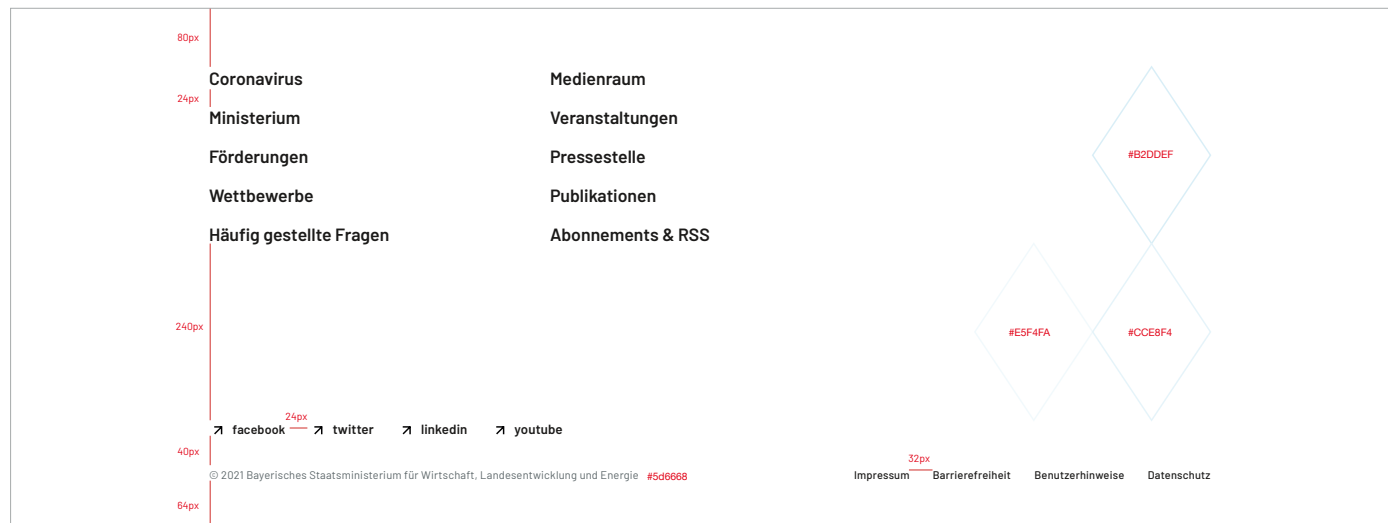 80px
Coronavirus Medienraum
24px
Ministerium Veranstaltungen
Förderungen Pressestelle #B2DDEF
Wettbewerbe Publikationen
Häufig gestellte Fragen Abonnements & RSS
240px #E5F4FA #CCE8F4
24px
facebook twitter linkedin youtube
40px 32px
© 2021 Bayerisches Staatsministerium für Wirtschaft, Landesentwicklung und Energie #5d6668 Impressum Barrierefreiheit Benutzerhinweise Datenschutz
64px